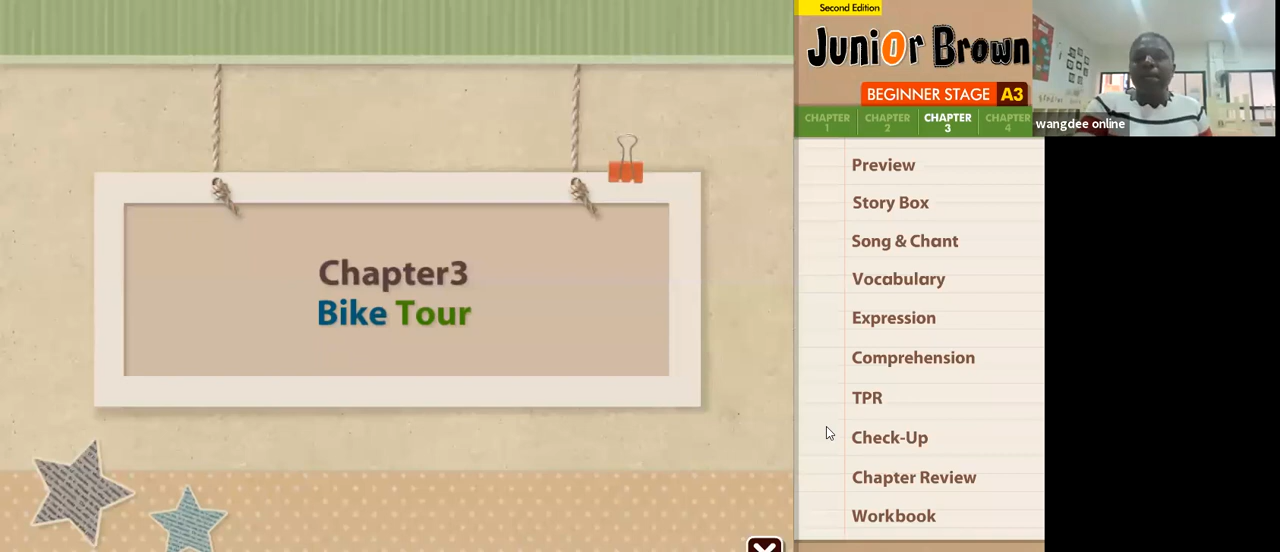 Chapter3
Bike Tour
Second Edition
Junior Brown
BEGINNER STAGE A3
CHAPTER 1
CHAPTER 2
CHAPTER 3
CHAPTER 4
wangdee online
Preview
Story Box
Song & Chant
Vocabulary
Expression
Comprehension
TPR
Check-Up
Chapter Review
Workbook